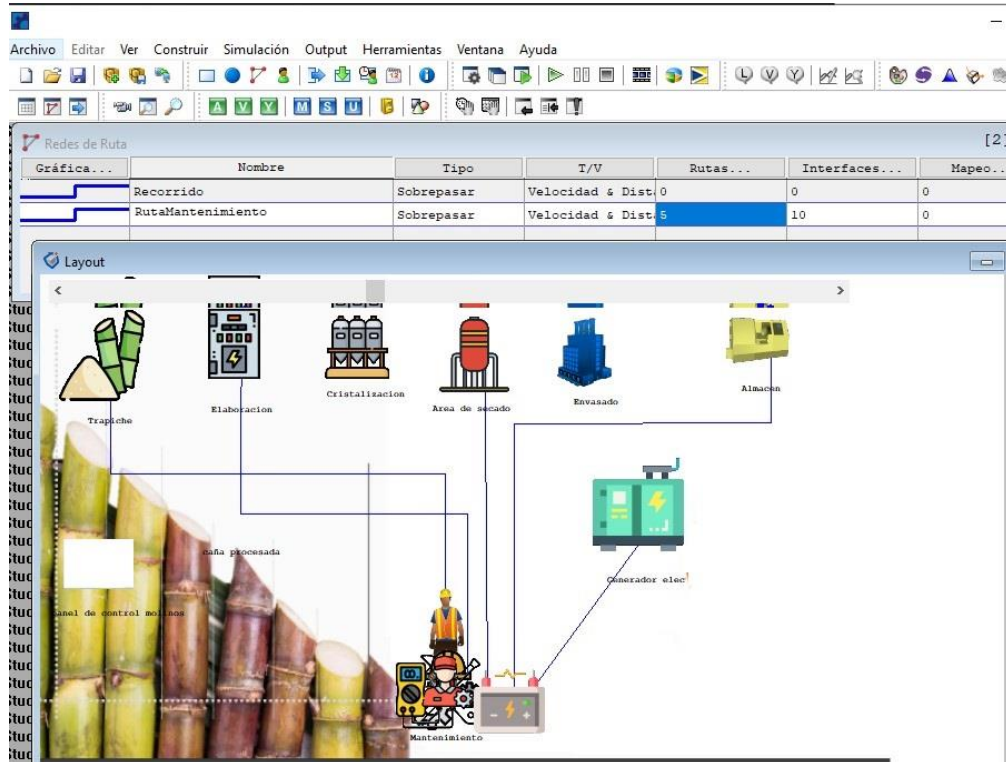 Archivo Editar Ver Construir Simulación Output Herramientas Ventana Ayuda
L V Y
A V Y M S U
Redes de Ruta [2]
Gráfica... Nombre Tipo T/V Rutas... Interfaces... Mapeo..
Recorrido Sobrepasar Velocidad & Dist 0 0 0
RutaMantenimiento Sobrepasar Velocidad & Dist 5 10 0
Layout
Trapiche
Elaboracion
Cristalizacion
Area de secado
Envasado
Almacen
caña procesada
Generador elec
anel de control molinos
Mantenimiento